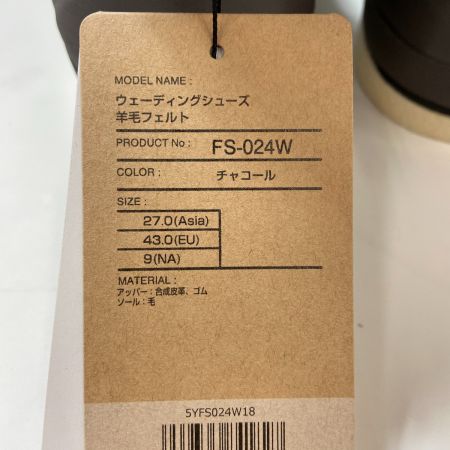 MODEL NAME :
ウェーディングシューズ
羊毛フェルト
PRODUCT No : FS-024W
COLOR : チャコール
SIZE :
27.0(Asia)
43.0(EU)
9(NA)
MATERIAL :
アッパー：合成皮革、ゴム
ソール：毛
5YFS024W18